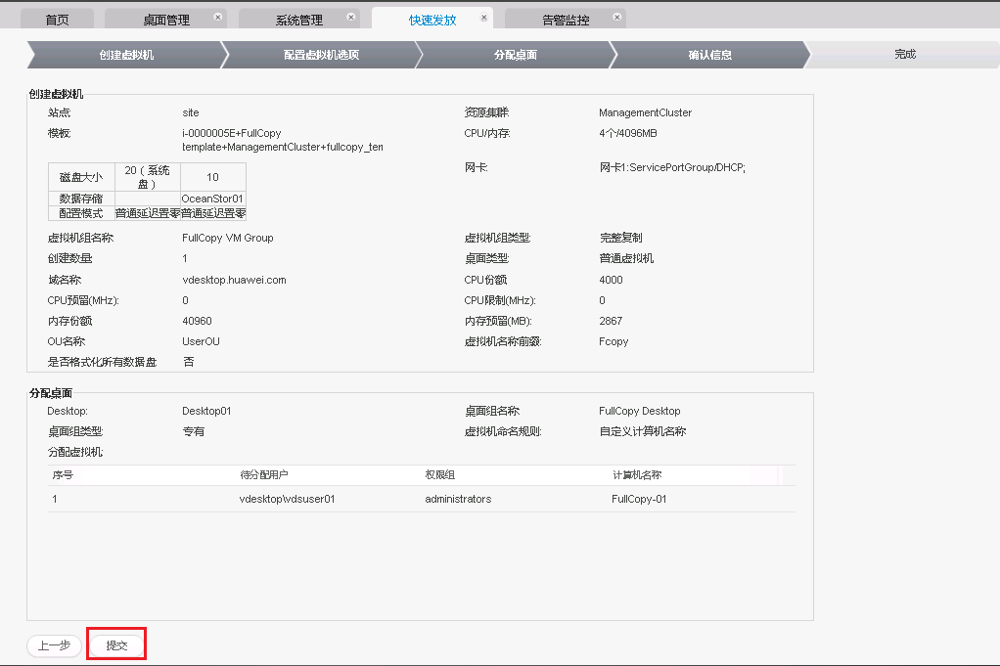 首页 桌面管理 系统管理 快速发放 告警监控
创建虚拟机 配置虚拟机选项 分配桌面 确认信息 完成
创建虚拟机
站点: site 资源集群: ManagementCluster
模板: i-0000005E+FullCopy CPU/内存: 4个/4096MB
template+ManagementCluster+fullcopy_ten
网卡: 网卡1:ServicePortGroup/DHCP;
磁盘大小 20（系统盘） 10
数据存储 OceanStor01
配置模式 普通延迟置零 普通延迟置零
虚拟机组名称: FullCopy VM Group 虚拟机组类型: 完整复制
创建数量: 1 桌面类型: 普通虚拟机
域名称: vdesktop.huawei.com CPU份额: 4000
CPU预留(MHz): 0 CPU限制(MHz): 0
内存份额: 40960 内存预留(MB): 2867
OU名称: UserOU 虚拟机名称前缀: Fcopy
是否格式化所有数据盘: 否
分配桌面
Desktop: Desktop01 桌面组名称: FullCopy Desktop
桌面组类型: 专有 虚拟机命名规则: 自定义计算机名称
分配虚拟机:
序号 待分配用户 权限组 计算机名称
1 vdesktop\vdsuser01 administrators FullCopy-01
上一步 提交